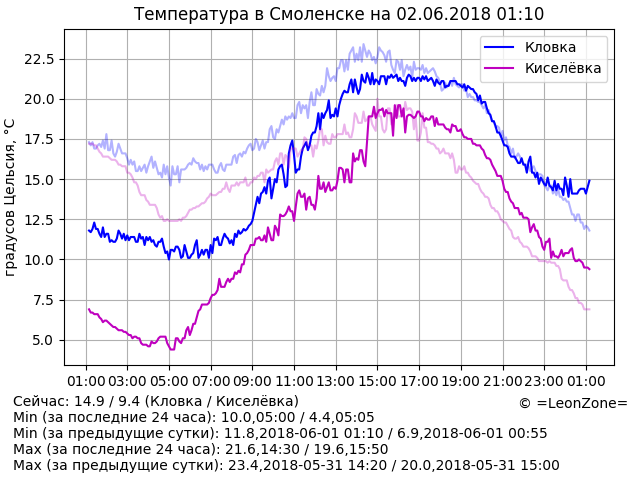 Температура в Смоленске на 02.06.2018 01:10
Кловка
Киселёвка
градусов Цельсия, °C
22.5
20.0
17.5
15.0
12.5
10.0
7.5
5.0
01:00 03:00 05:00 07:00 09:00 11:00 13:00 15:00 17:00 19:00 21:00 23:00 01:00
Сейчас: 14.9 / 9.4 (Кловка / Киселёвка)
© =LeonZone=
Min (за последние 24 часа): 10.0,05:00 / 4.4,05:05
Min (за предыдущие сутки): 11.8,2018-06-01 01:10 / 6.9,2018-06-01 00:55
Max (за последние 24 часа): 21.6,14:30 / 19.6,15:50
Max (за предыдущие сутки): 23.4,2018-05-31 14:20 / 20.0,2018-05-31 15:00